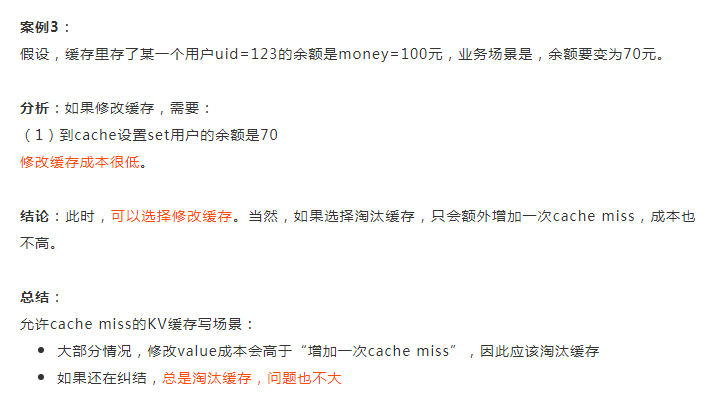 案例3：
假设，缓存里存了某一个用户uid=123的余额是money=100元，业务场景是，余额要变为70元。
分析：如果修改缓存，需要：
（1）到cache设置set用户的余额是70
修改缓存成本很低。
结论：此时，可以选择修改缓存。当然，如果选择淘汰缓存，只会额外增加一次cache miss，成本也
不高。
总结：
允许cache miss的KV缓存写场景：
• 大部分情况，修改value成本会高于“增加一次cache miss”，因此应该淘汰缓存
• 如果还在纠结，总是淘汰缓存，问题也不大